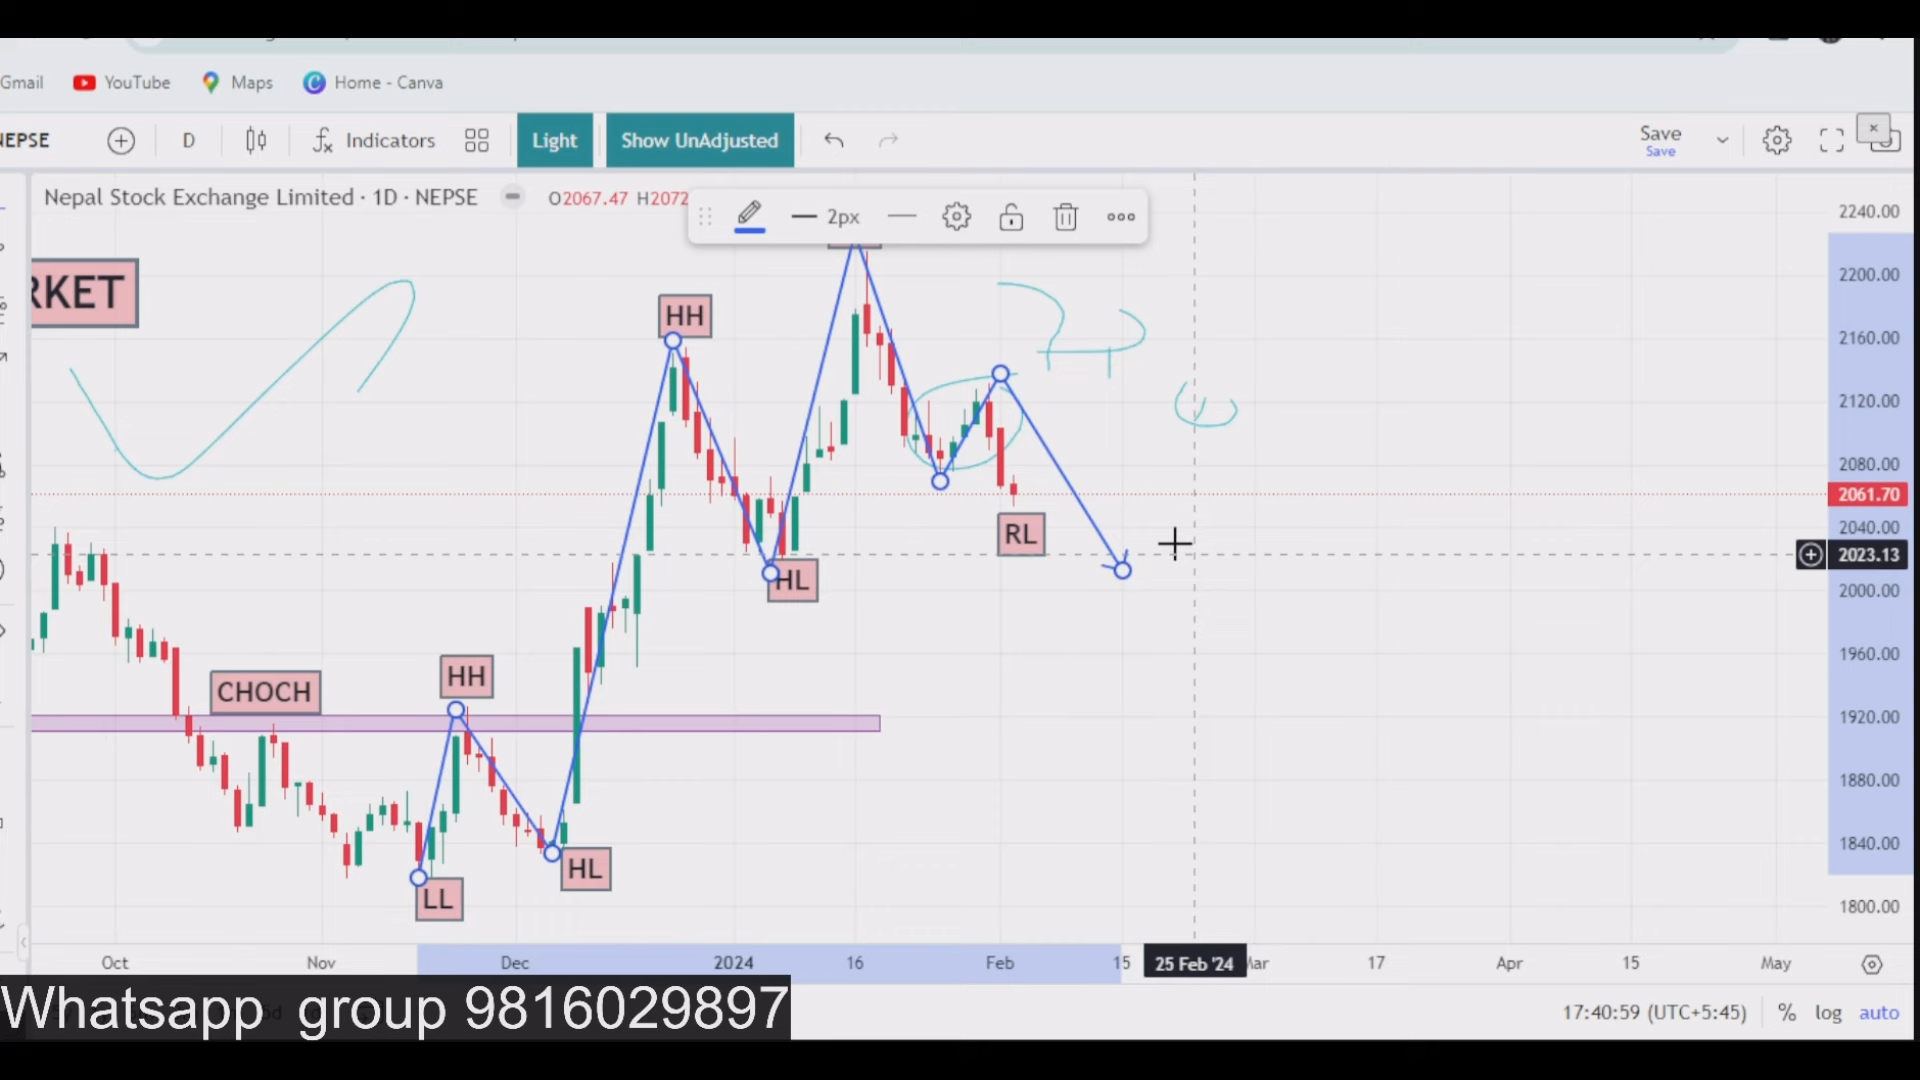 Gmail YouTube Maps Home - Canva
NEPSE D Indicators Light Show UnAdjusted Save
Save
Nepal Stock Exchange Limited · 1D · NEPSE O2067.47 H2072
2px
RKET
HH
HL
RL
CHOCH
HH
HL
LL
2240.00
2200.00
2160.00
2120.00
2080.00
2061.70
2040.00
2023.13
2000.00
1960.00
1920.00
1880.00
1840.00
1800.00
Oct Nov Dec 2024 16 Feb 15 25 Feb '24 Mar 17 Apr 15 May
Whatsapp group 9816029897
17:40:59 (UTC+5:45) % log auto